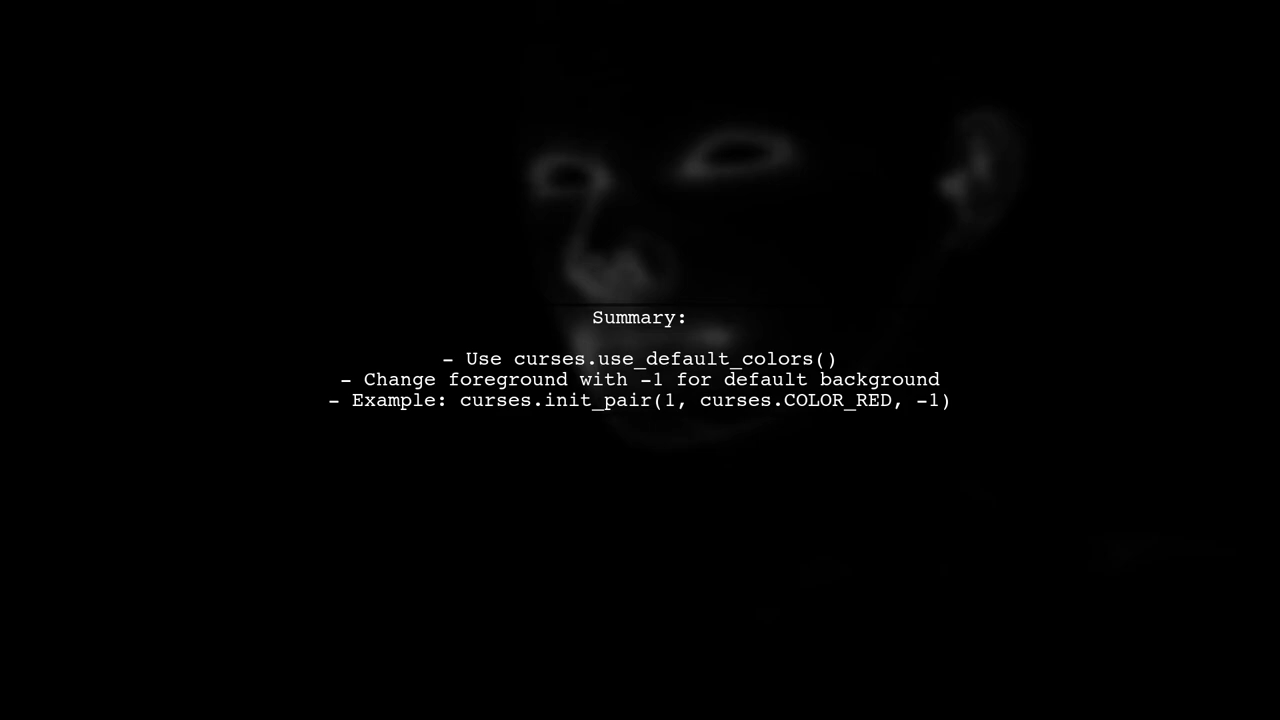 Summary:
- Use curses.use_default_colors()
- Change foreground with -1 for default background
- Example: curses.init_pair(1, curses.COLOR_RED, -1)